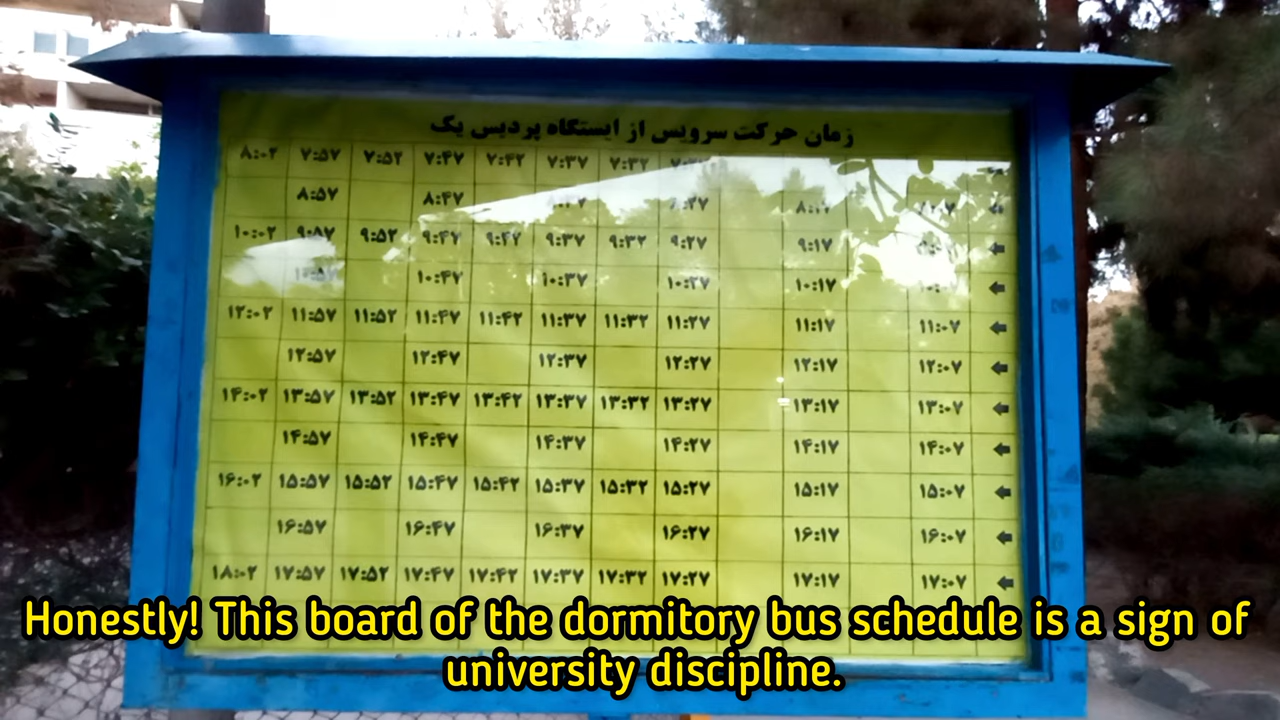 زمان حرکت سرویس از ایستگاه پردیس یک
۷:۳۲ ۷:۳۷ ۷:۴۲ ۷:۴۷ ۷:۵۲ ۷:۵۷ ۸:۰۲
۸:۴۷ ۸:۵۷
۹:۱۷ ۹:۲۷ ۹:۳۲ ۹:۳۷ ۹:۴۲ ۹:۴۷ ۹:۵۲ ۹:۵۷ ۱۰:۰۲
۱۰:۱۷ ۱۰:۲۷ ۱۰:۳۷ ۱۰:۴۷
۱۱:۰۷ ۱۱:۱۷ ۱۱:۲۷ ۱۱:۳۲ ۱۱:۳۷ ۱۱:۴۲ ۱۱:۴۷ ۱۱:۵۲ ۱۱:۵۷ ۱۲:۰۲
۱۲:۰۷ ۱۲:۱۷ ۱۲:۲۷ ۱۲:۳۷ ۱۲:۴۷ ۱۲:۵۷
۱۳:۰۷ ۱۳:۱۷ ۱۳:۲۷ ۱۳:۳۲ ۱۳:۳۷ ۱۳:۴۲ ۱۳:۴۷ ۱۳:۵۲ ۱۳:۵۷ ۱۴:۰۲
۱۴:۰۷ ۱۴:۱۷ ۱۴:۲۷ ۱۴:۳۷ ۱۴:۴۷ ۱۴:۵۷
۱۵:۰۷ ۱۵:۱۷ ۱۵:۲۷ ۱۵:۳۲ ۱۵:۳۷ ۱۵:۴۲ ۱۵:۴۷ ۱۵:۵۲ ۱۵:۵۷ ۱۶:۰۲
۱۶:۰۷ ۱۶:۱۷ ۱۶:۲۷ ۱۶:۳۷ ۱۶:۴۷ ۱۶:۵۷
۱۷:۰۷ ۱۷:۱۷ ۱۷:۲۷ ۱۷:۳۲ ۱۷:۳۷ ۱۷:۴۲ ۱۷:۴۷ ۱۷:۵۲ ۱۷:۵۷ ۱۸:۰۲
Honestly! This board of the dormitory bus schedule is a sign of
university discipline.